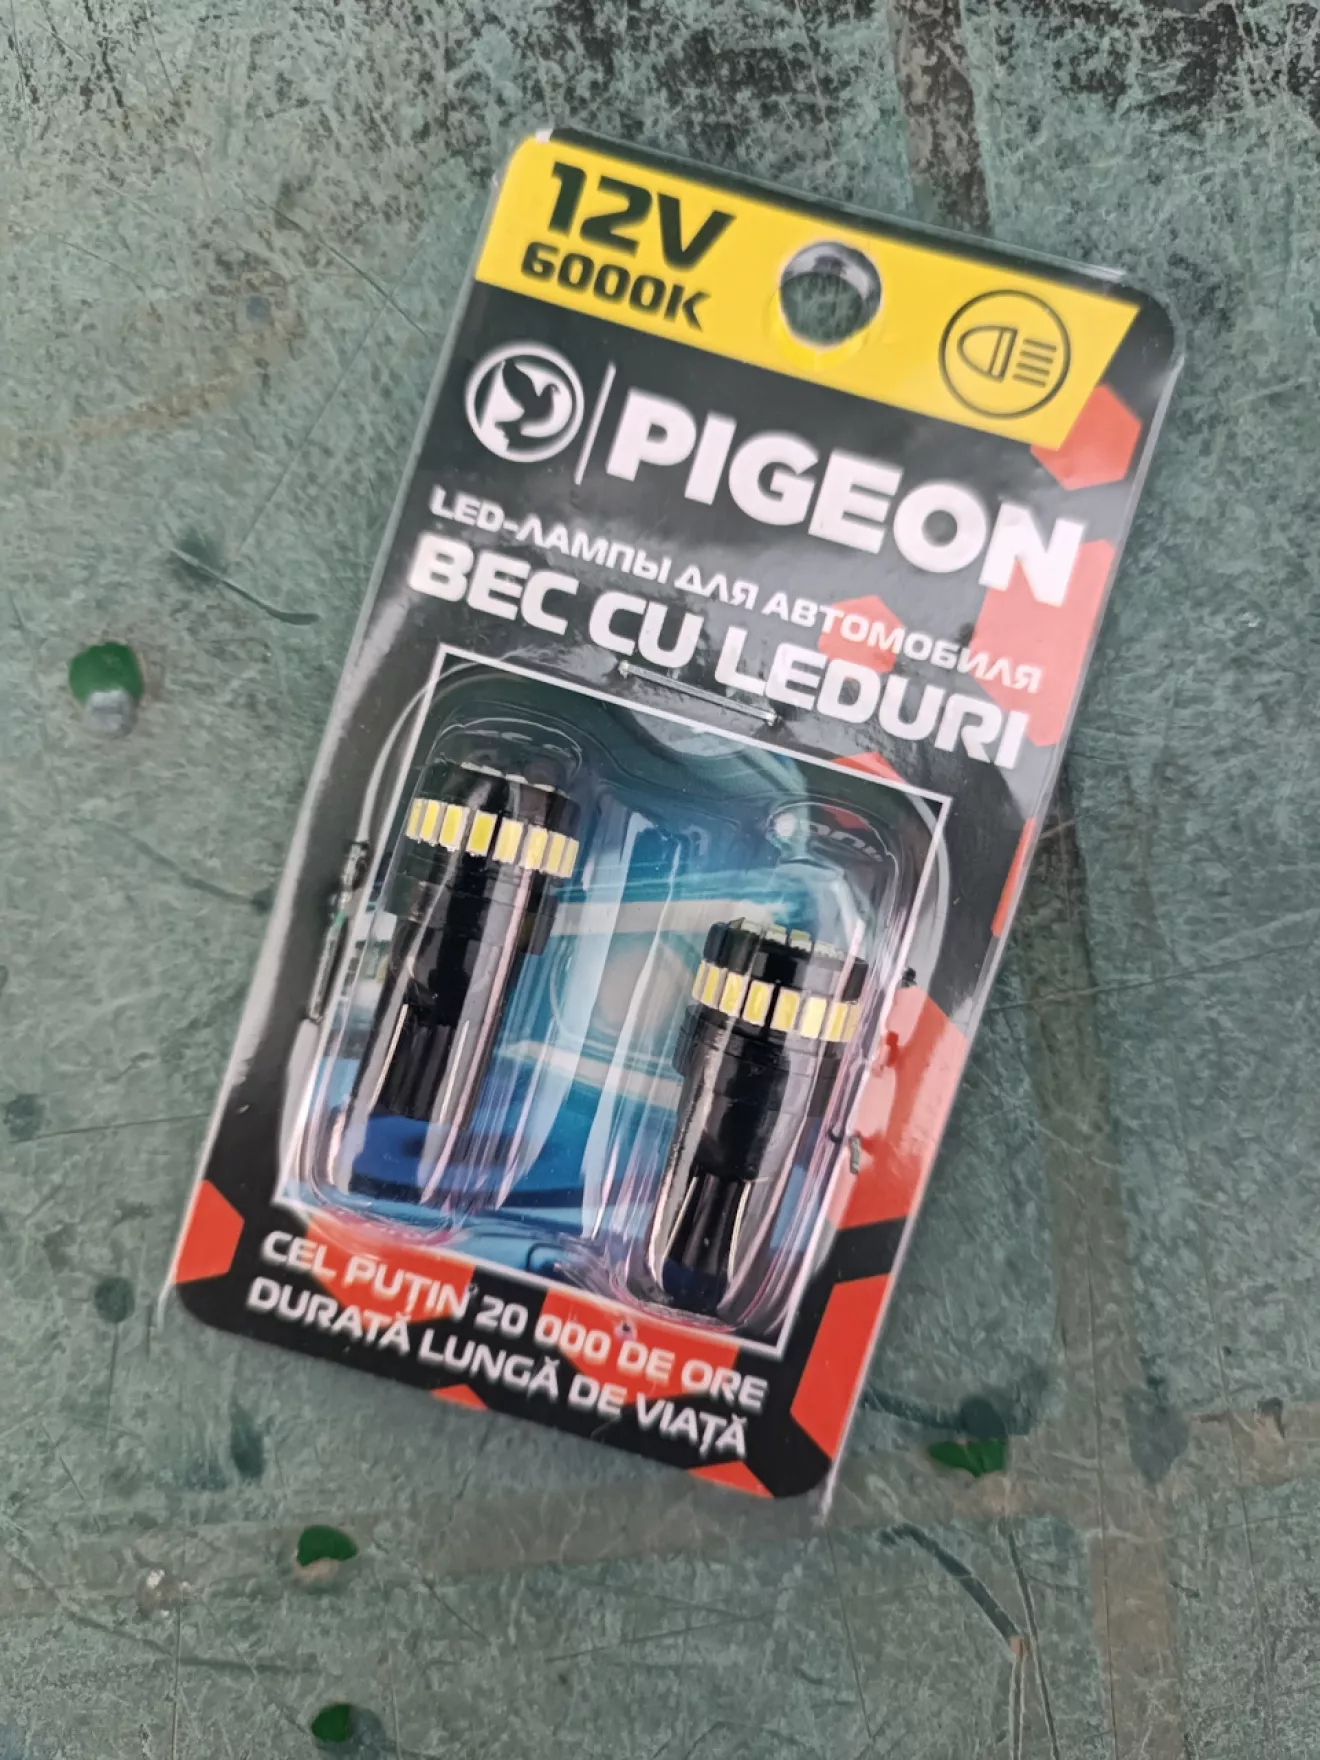 12V
6000K
PIGEON
LED-ЛАМПЫ ДЛЯ АВТОМОБИЛЯ
BEC CU LEDURI
CEL PUȚIN 20 000 DE ORE
DURATĂ LUNGĂ DE VIAȚĂ